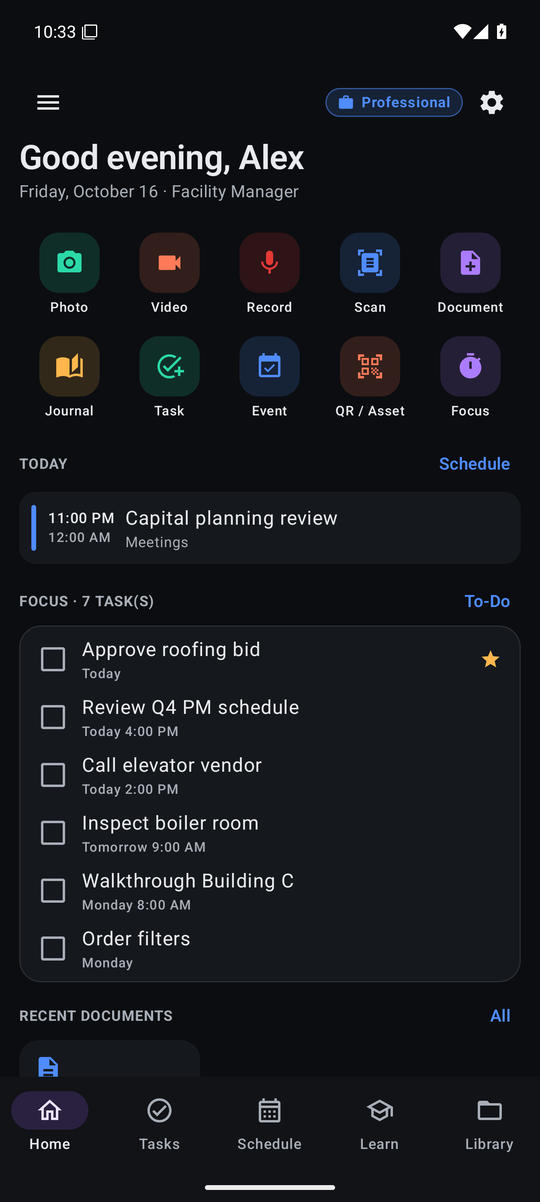 10:33
Professional
Good evening, Alex
Friday, October 16 · Facility Manager
Photo
Video
Record
Scan
Document
Journal
Task
Event
QR / Asset
Focus
TODAY
Schedule
11:00 PM
Capital planning review
12:00 AM
Meetings
FOCUS · 7 TASK(S)
To-Do
Approve roofing bid
Today
Review Q4 PM schedule
Today 4:00 PM
Call elevator vendor
Today 2:00 PM
Inspect boiler room
Tomorrow 9:00 AM
Walkthrough Building C
Monday 8:00 AM
Order filters
Monday
RECENT DOCUMENTS
All
Home
Tasks
Schedule
Learn
Library